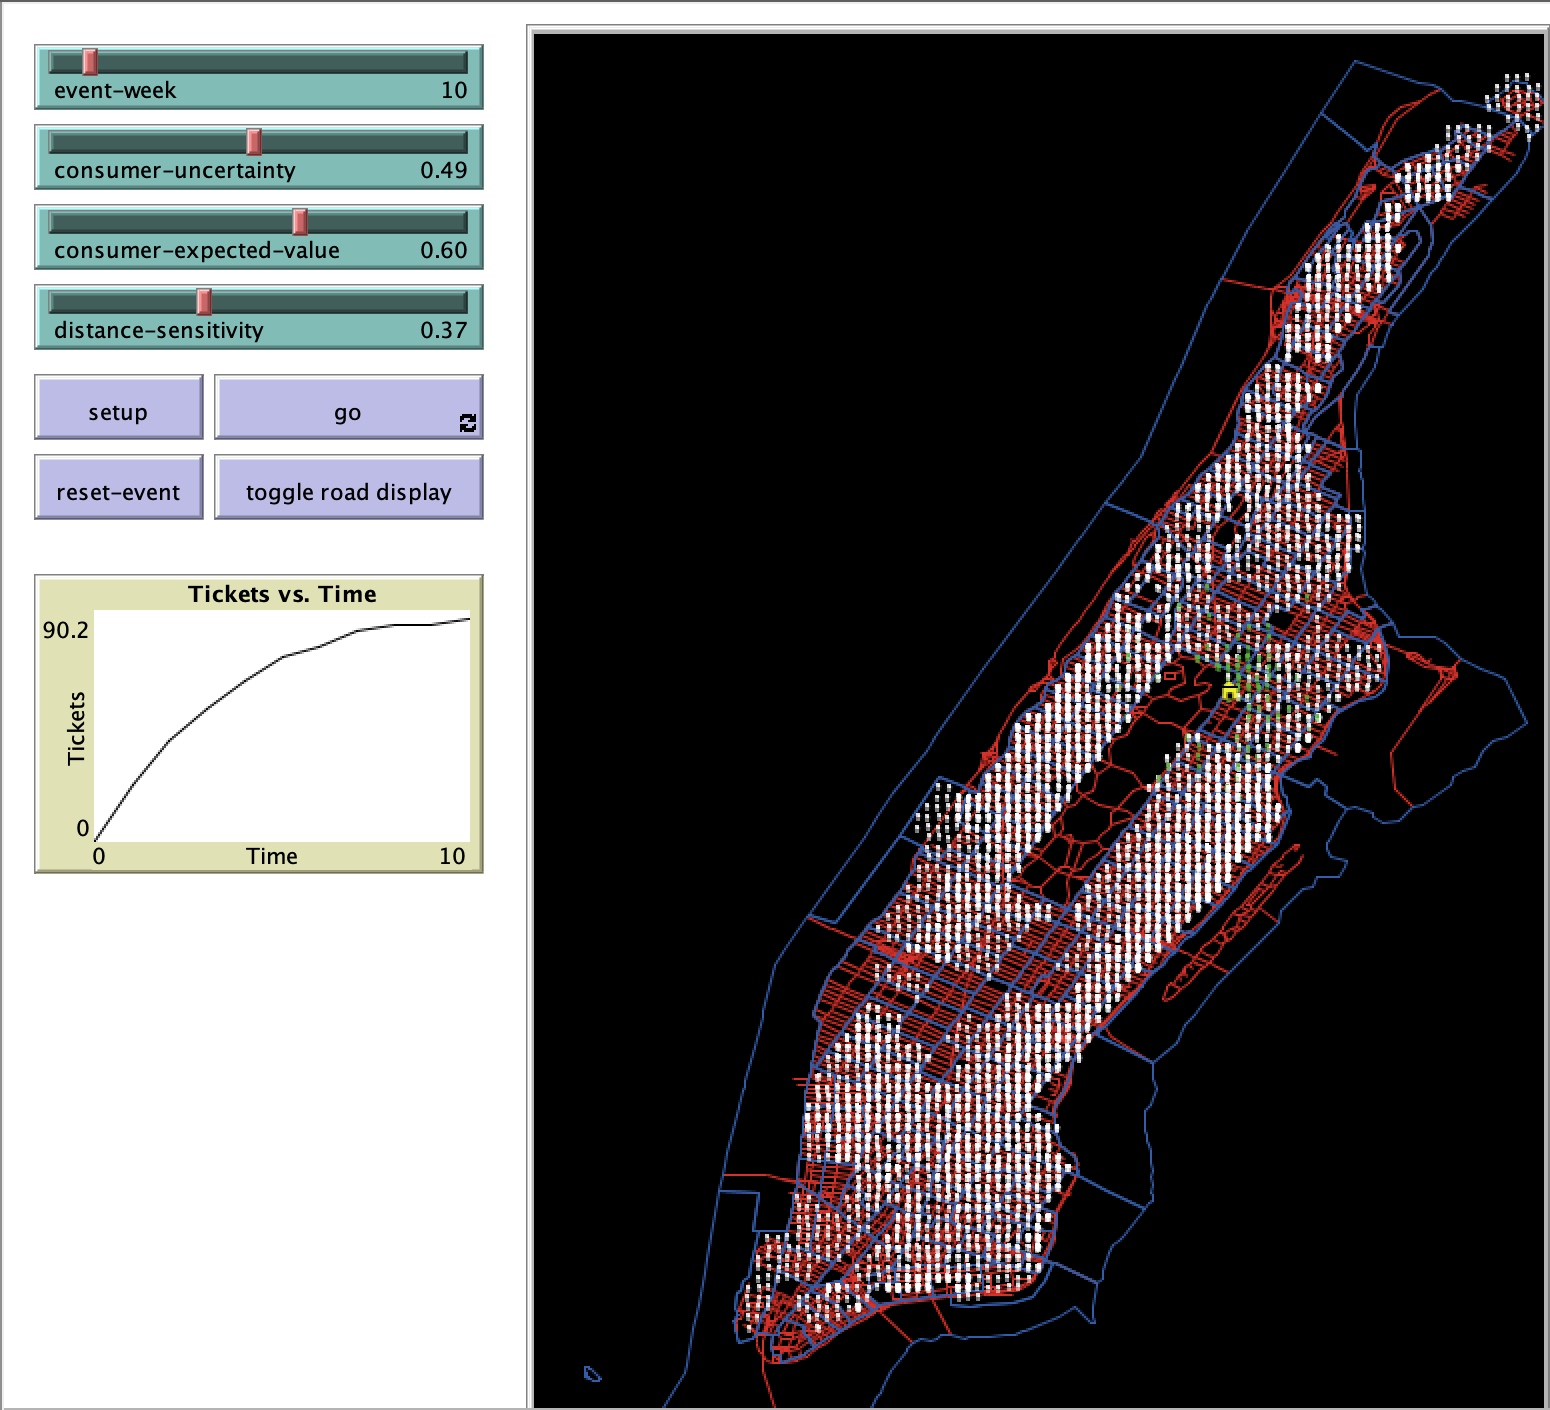 event-week 10
consumer-uncertainty 0.49
consumer-expected-value 0.60
distance-sensitivity 0.37
setup go
reset-event toggle road display
Tickets vs. Time
90.2
Tickets
0
0 Time 10